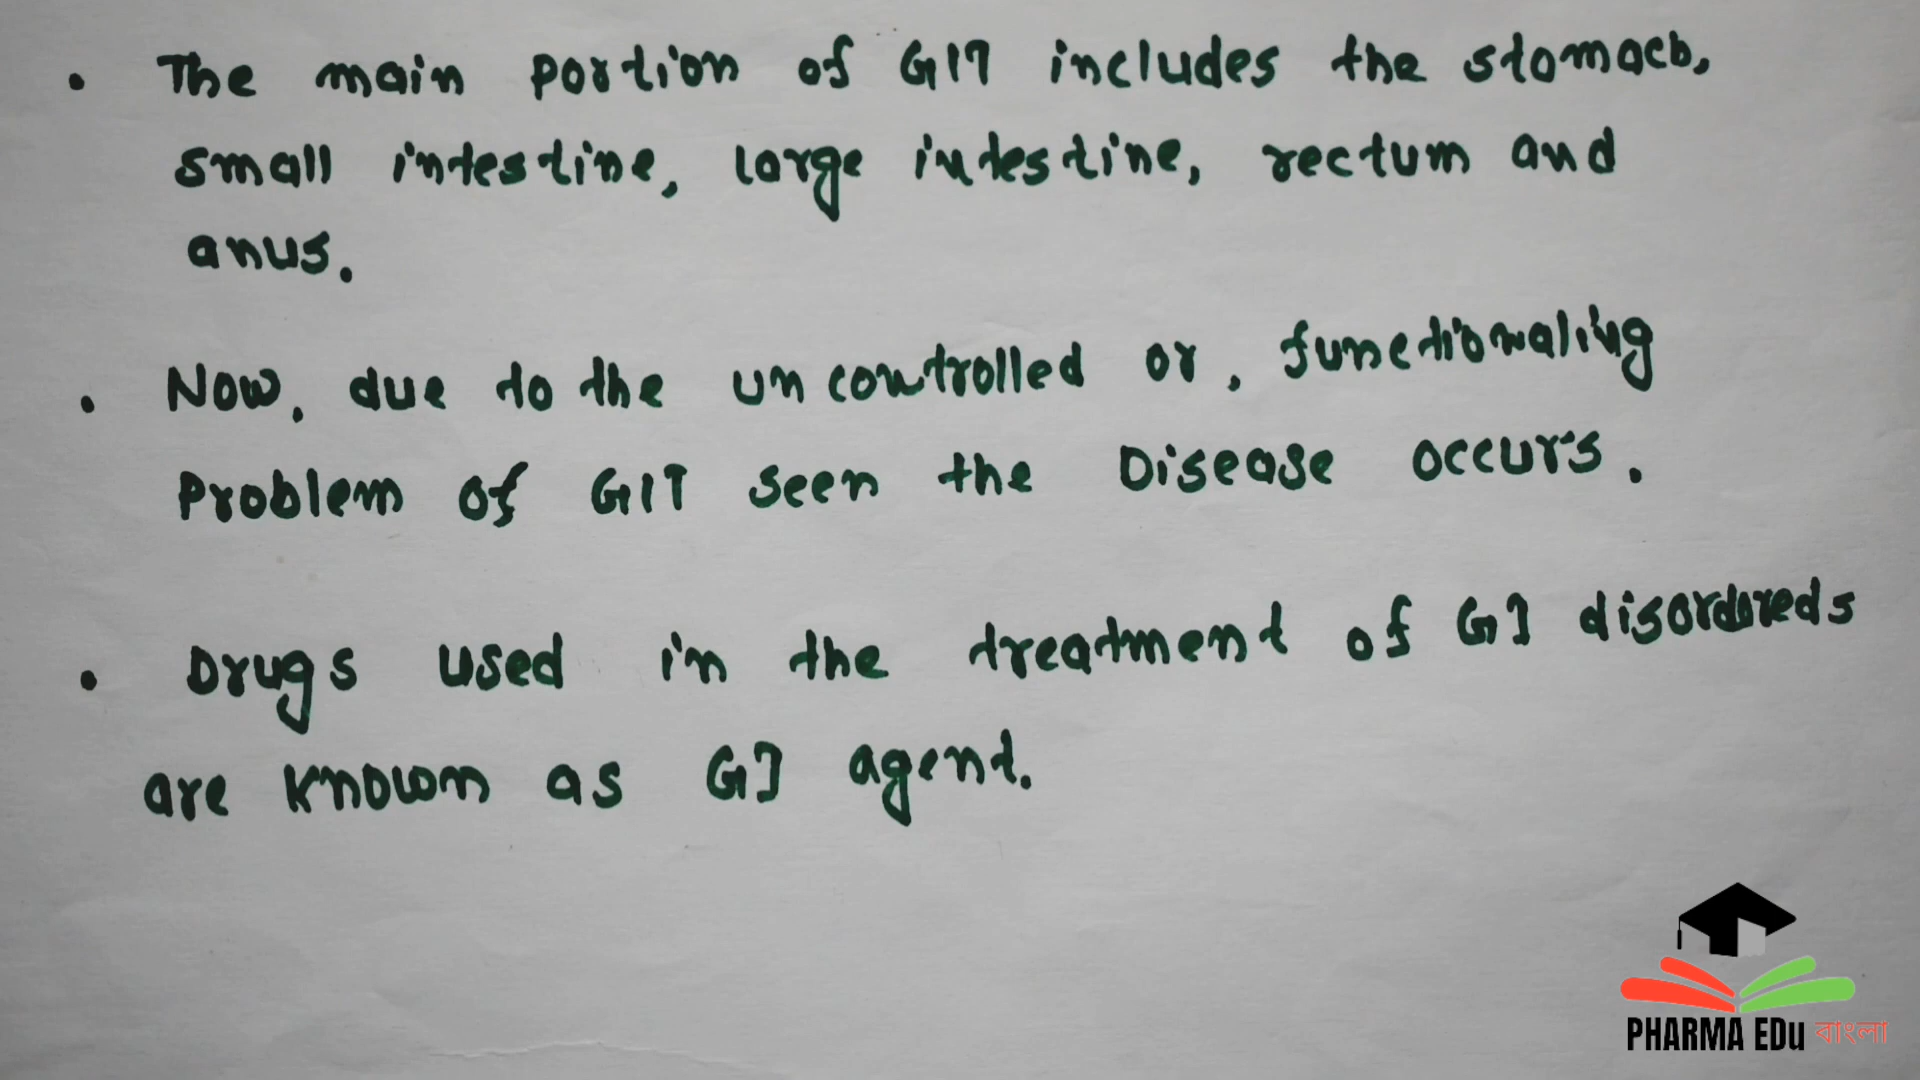 • The main portion of GIT includes the stomach,
small intestine, large intestine, rectum and
anus.
• Now, due to the uncontrolled or, functionaling
Problem of GIT seen the Disease occurs.
• Drugs used in the treatment of GI disordereds
are known as GI agent.
PHARMA EDu বাংলা